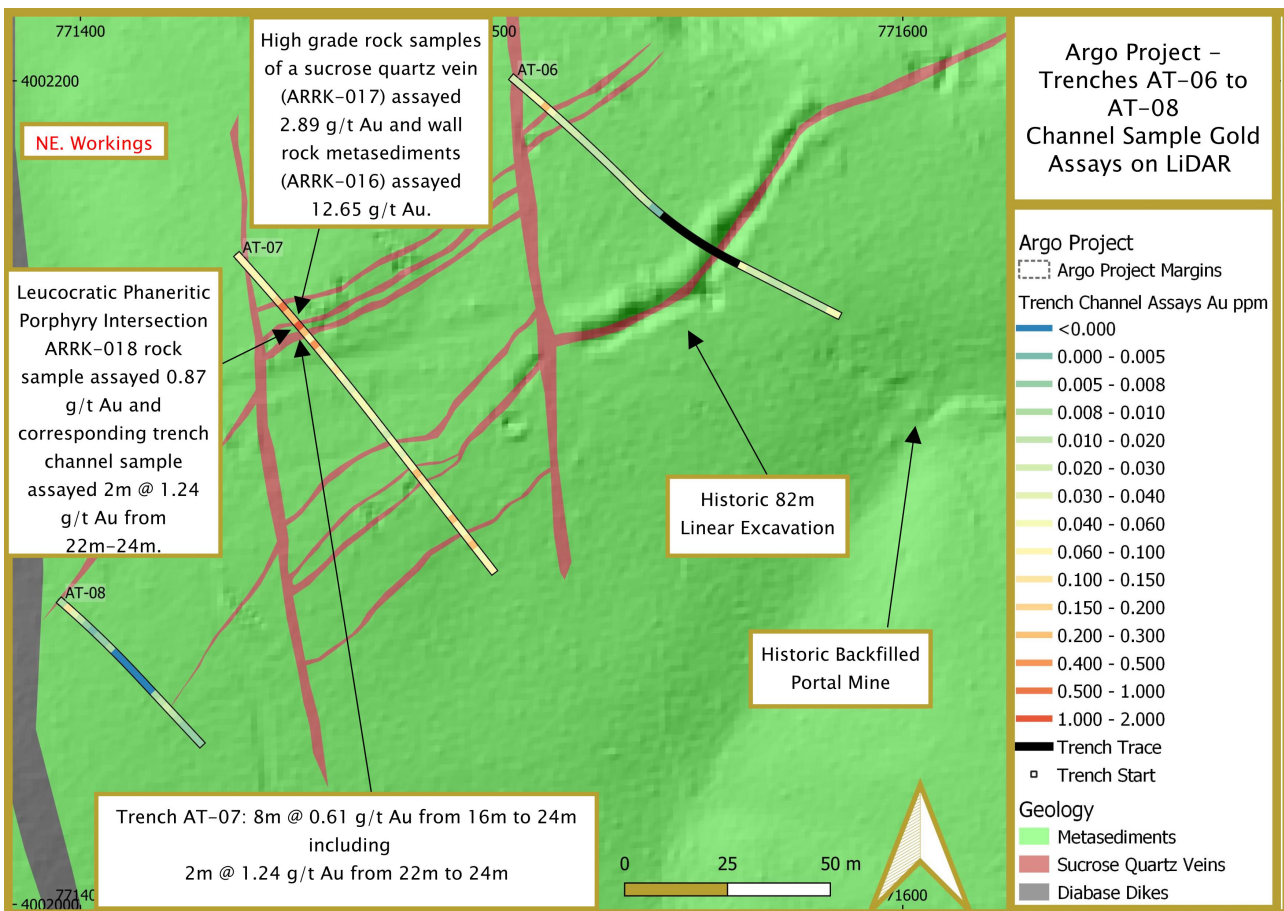 771400
500
771600
4002200
AT-06
NE. Workings
High grade rock samples
of a sucrose quartz vein
(ARRK-017) assayed
2.89 g/t Au and wall
rock metasediments
(ARRK-016) assayed
12.65 g/t Au.
AT-07
Leucocratic Phaneritic
Porphyry Intersection
ARRK-018 rock
sample assayed 0.87
g/t Au and
corresponding trench
channel sample
assayed 2m @ 1.24
g/t Au from
22m-24m.
AT-08
Historic 82m
Linear Excavation
Historic Backfilled
Portal Mine
Trench AT-07: 8m @ 0.61 g/t Au from 16m to 24m
including
2m @ 1.24 g/t Au from 22m to 24m
0 25 50 m
4002000
77140
71600
Argo Project –
Trenches AT-06 to
AT-08
Channel Sample Gold
Assays on LiDAR
Argo Project
Argo Project Margins
Trench Channel Assays Au ppm
<0.000
0.000 - 0.005
0.005 - 0.008
0.008 - 0.010
0.010 - 0.020
0.020 - 0.030
0.030 - 0.040
0.040 - 0.060
0.060 - 0.100
0.100 - 0.150
0.150 - 0.200
0.200 - 0.300
0.400 - 0.500
0.500 - 1.000
1.000 - 2.000
Trench Trace
Trench Start
Geology
Metasediments
Sucrose Quartz Veins
Diabase Dikes